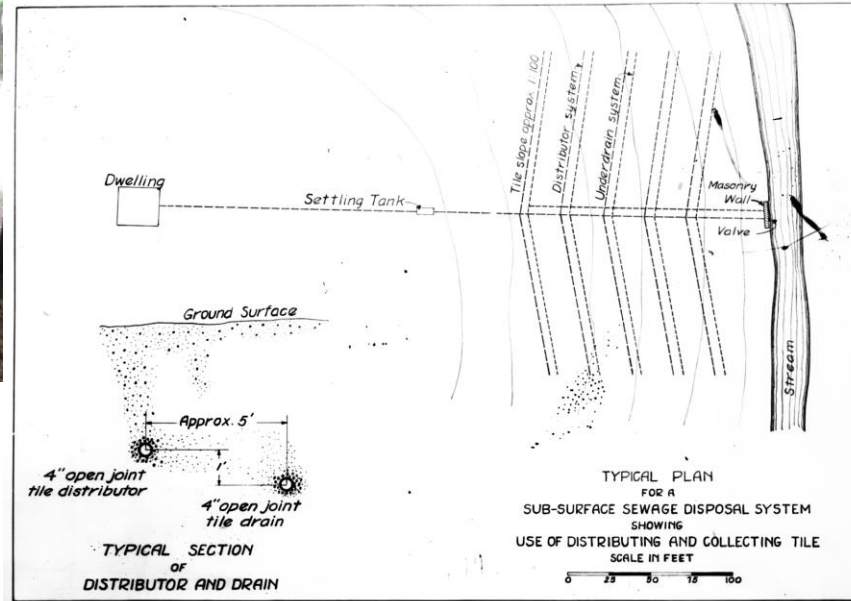 Tile slope approx 1:100
Distributor system
Underdrain system
Dwelling
Settling Tank
Masonry
Wall
Valve
Stream
Ground Surface
Approx. 5'
1'
4" open joint
tile distributor
4" open joint
tile drain
TYPICAL SECTION
OF
DISTRIBUTOR AND DRAIN
TYPICAL PLAN
FOR A
SUB-SURFACE SEWAGE DISPOSAL SYSTEM
SHOWING
USE OF DISTRIBUTING AND COLLECTING TILE
SCALE IN FEET
0 25 50 75 100